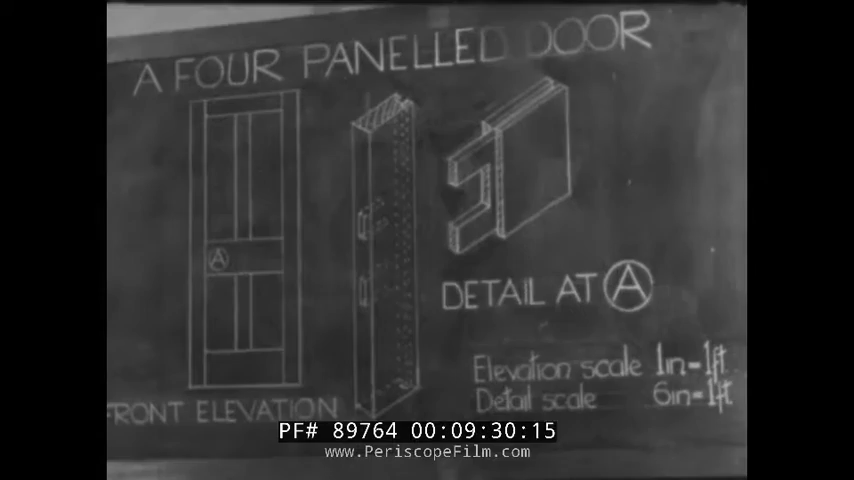 A FOUR PANELLED DOOR
A
DETAIL AT A
Elevation scale 1in=1ft
Detail scale 6in=1ft
FRONT ELEVATION
PF# 89764 00:09:30:15
www.PeriscopeFilm.com